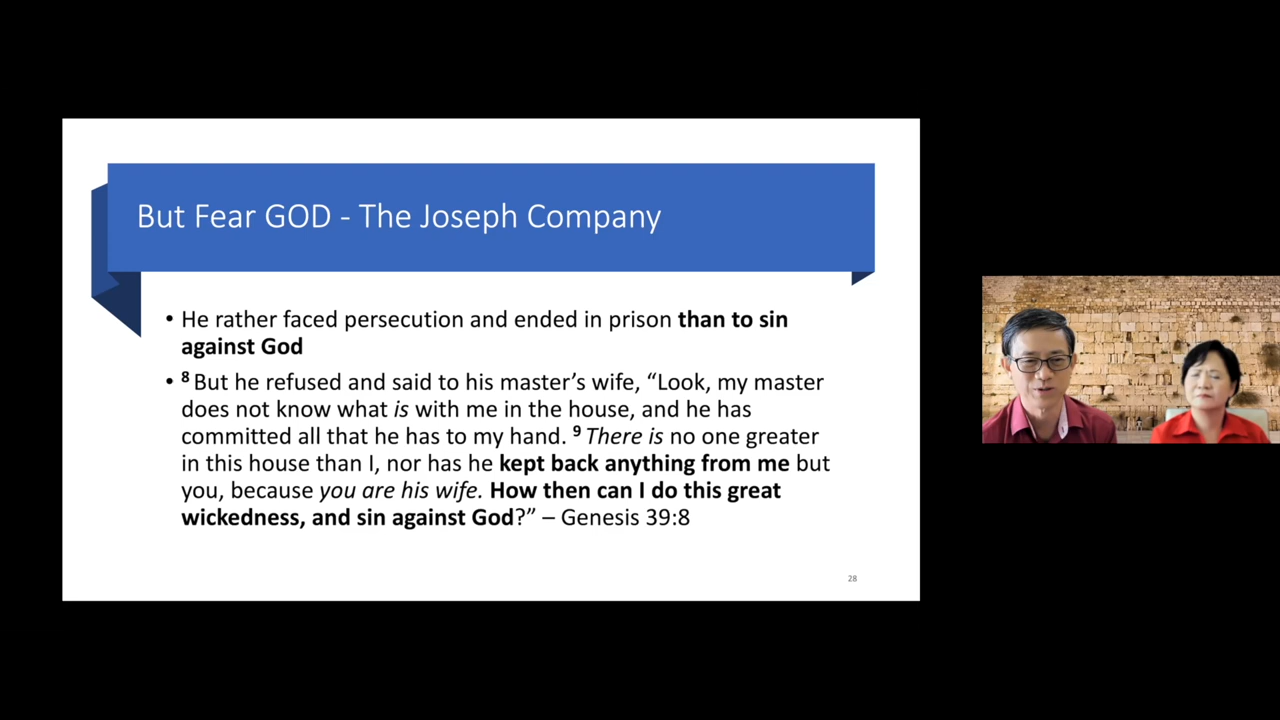 But Fear GOD - The Joseph Company
• He rather faced persecution and ended in prison than to sin
against God
• 8 But he refused and said to his master’s wife, “Look, my master
does not know what is with me in the house, and he has
committed all that he has to my hand. 9 There is no one greater
in this house than I, nor has he kept back anything from me but
you, because you are his wife. How then can I do this great
wickedness, and sin against God?” – Genesis 39:8
28